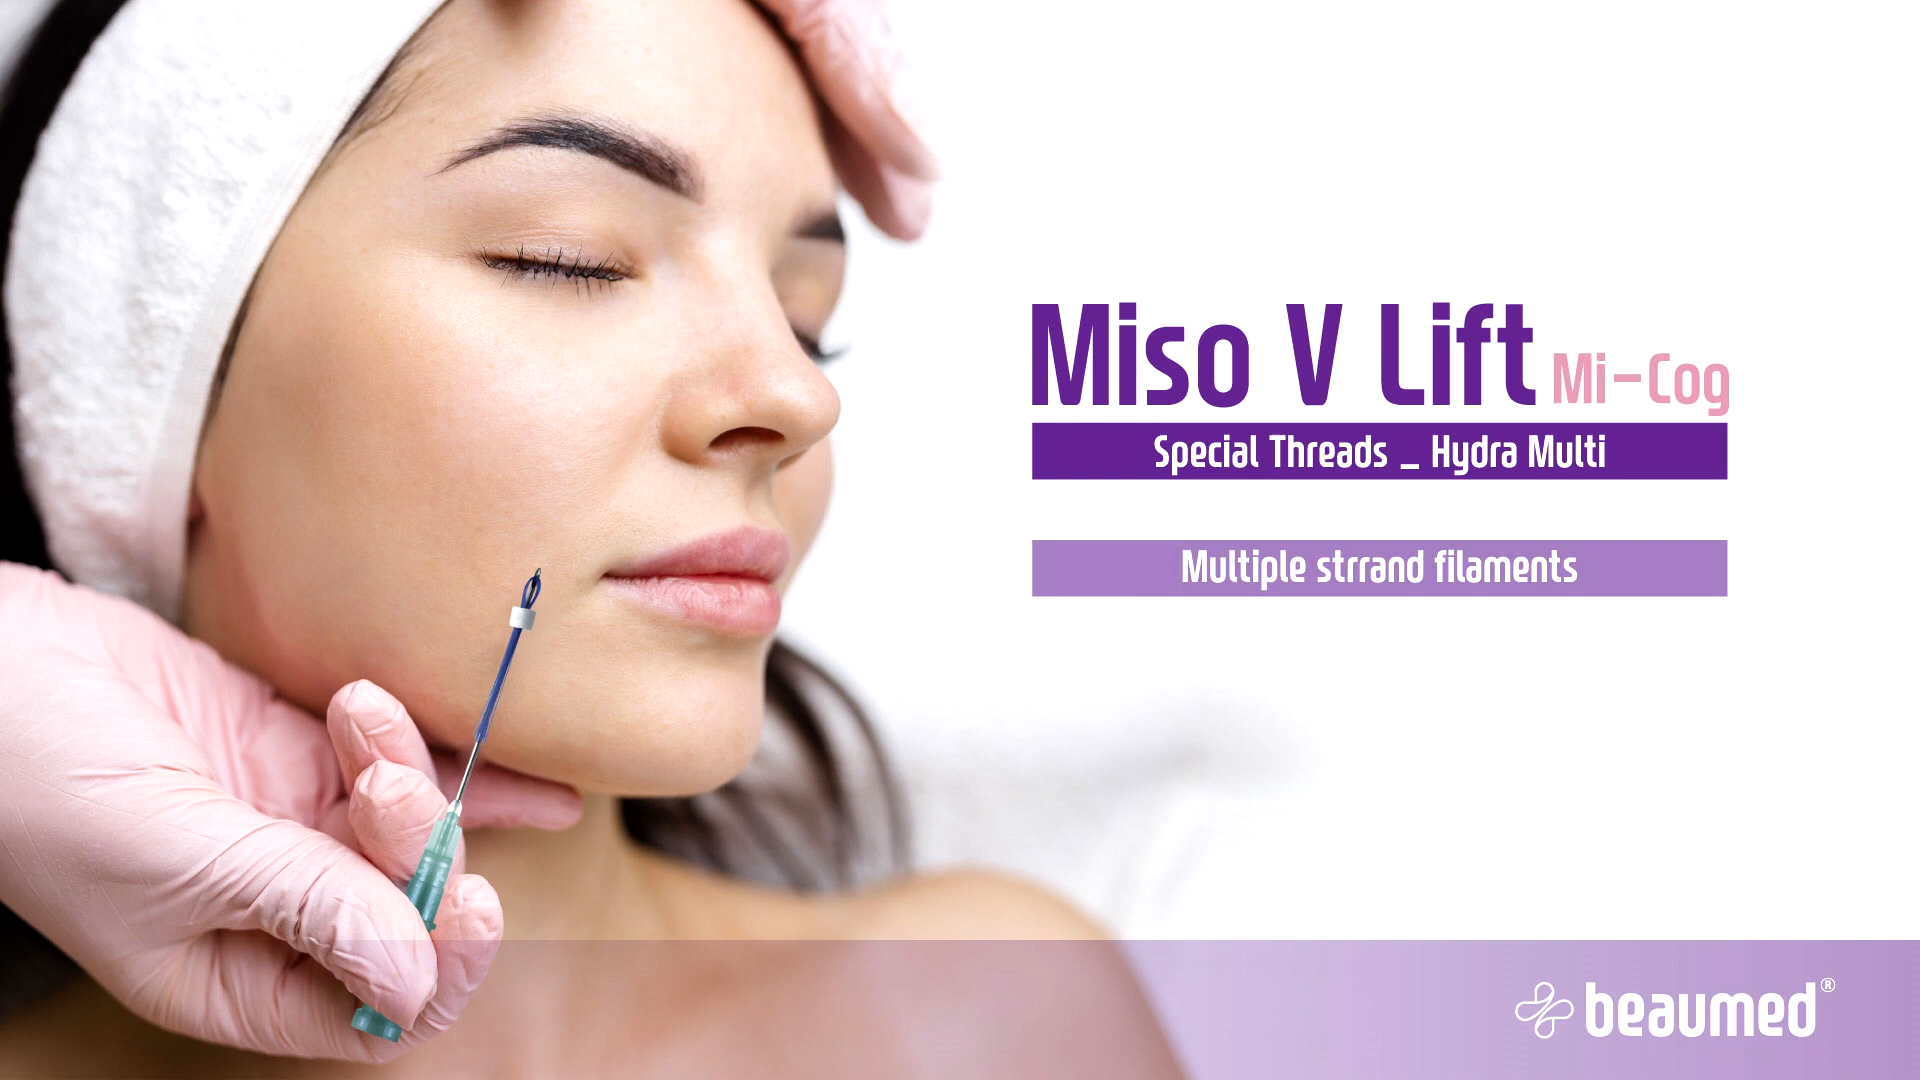 Miso V Lift Mi-Cog
Special Threads _ Hydra Multi
Multiple strrand filaments
beaumed®